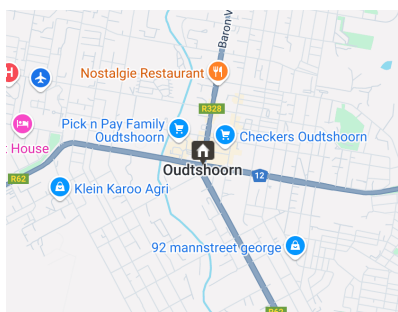 Baron V
Nostalgie Restaurant
R328
Pick n Pay Family
Oudtshoorn
Checkers Oudtshoorn
k House
Oudtshoorn
R62
12
Klein Karoo Agri
92 mannstreet george
R62